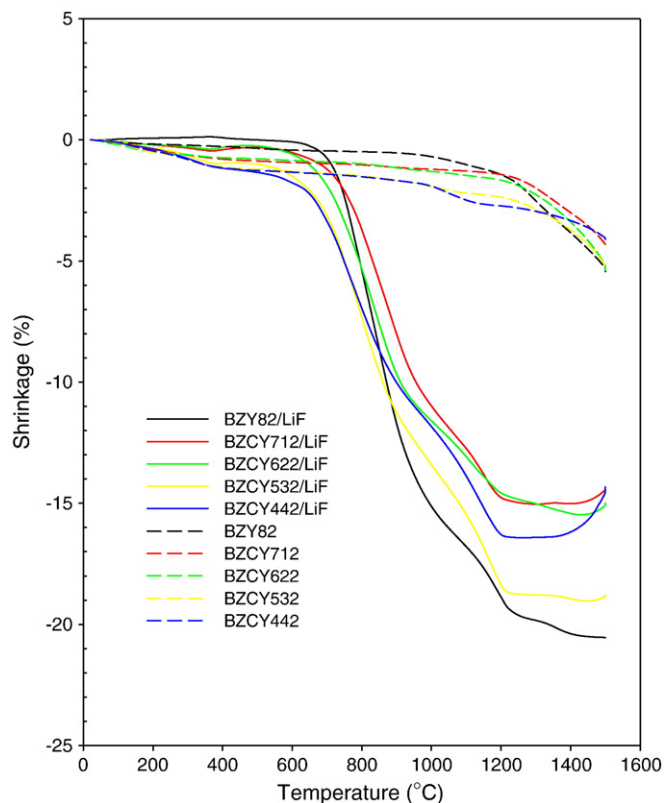 5
0
-5
-10
-15
-20
-25
Shrinkage (%)
BZY82/LiF
BZCY712/LiF
BZCY622/LiF
BZCY532/LiF
BZCY442/LiF
BZY82
BZCY712
BZCY622
BZCY532
BZCY442
0 200 400 600 800 1000 1200 1400 1600
Temperature (°C)